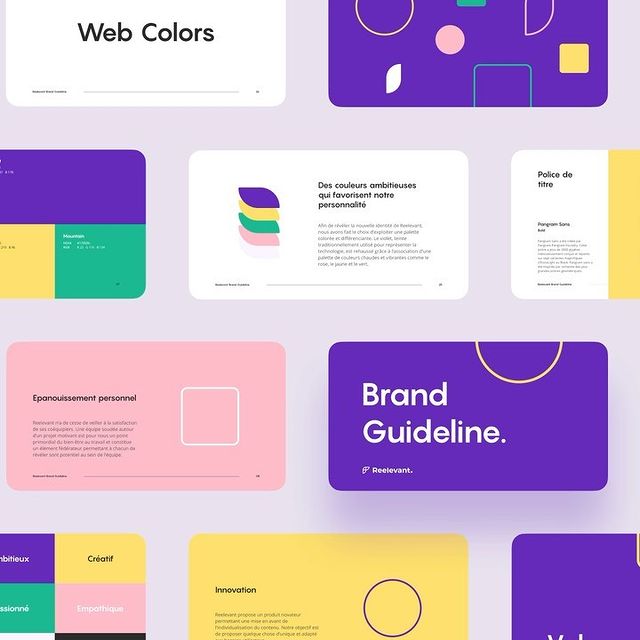 Web Colors
Reelevant Brand Guideline
Des couleurs ambitieuses
qui favorisent notre
personnalité
Afin de révéler la nouvelle identité de Reelevant,
nous avons fait le choix d'exploiter une palette
colorée et différenciante. Le violet, teinte
traditionnellement utilisé pour représenter la
technologie, est rehaussé grâce à l'association d'une
palette de couleurs chaudes et vibrantes comme le
rose, le jaune et le vert.
Reelevant Brand Guideline
Mountain
Police de
titre
Pangram Sans
Bold
Reelevant Brand Guideline
Epanouissement personnel
Reelevant n'a de cesse de veiller à la satisfaction
de ses coéquipiers. Une équipe soudée autour
d'un projet motivant est pour nous un point
primordial du bien-être au travail et constitue
un élément fédérateur permettant à chacun de
révéler sont potentiel au sein de l'équipe.
Reelevant Brand Guideline
Brand
Guideline.
Reelevant.
mbitieux
Créatif
ssionné
Empathique
Innovation
Reelevant propose un produit novateur
permettant une mise en avant de
l'individualisation du contenu. Notre objectif est
de proposer quelque chose d'unique et adapté